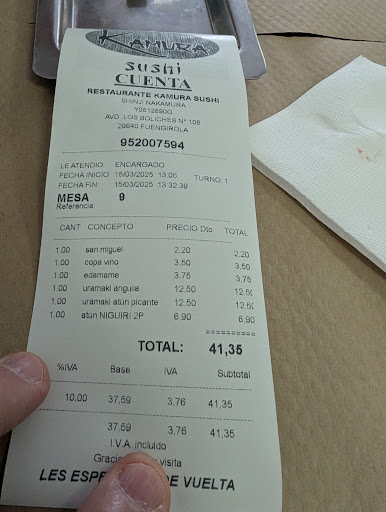 KAMURA
sushi
CUENTA
RESTAURANTE KAMURA SUSHI
SHINJI NAKAMURA
Y0512890G
AVD. LOS BOLICHES Nº 108
29640 FUENGIROLA
952007594
LE ATENDIO: ENCARGADO
FECHA INICIO: 15/03/2025 13:05 TURNO: 1
FECHA FIN: 15/03/2025 13:32:39
MESA 9
Referencia:
CANT CONCEPTO PRECIO Dto TOTAL
1,00 san miguel 2,20 2,20
1,00 copa vino 3,50 3,50
1,00 edamame 3,75 3,75
1,00 uramaki anguila 12,50 12,50
1,00 uramaki atún picante 12,50 12,50
1,00 atún NIGUIRI 2P 6,90 6,90
==========
TOTAL: 41,35
%IVA Base IVA Subtotal
10,00 37,59 3,76 41,35
37,59 3,76 41,35
I.V.A. incluido
visita
DE VUELTA